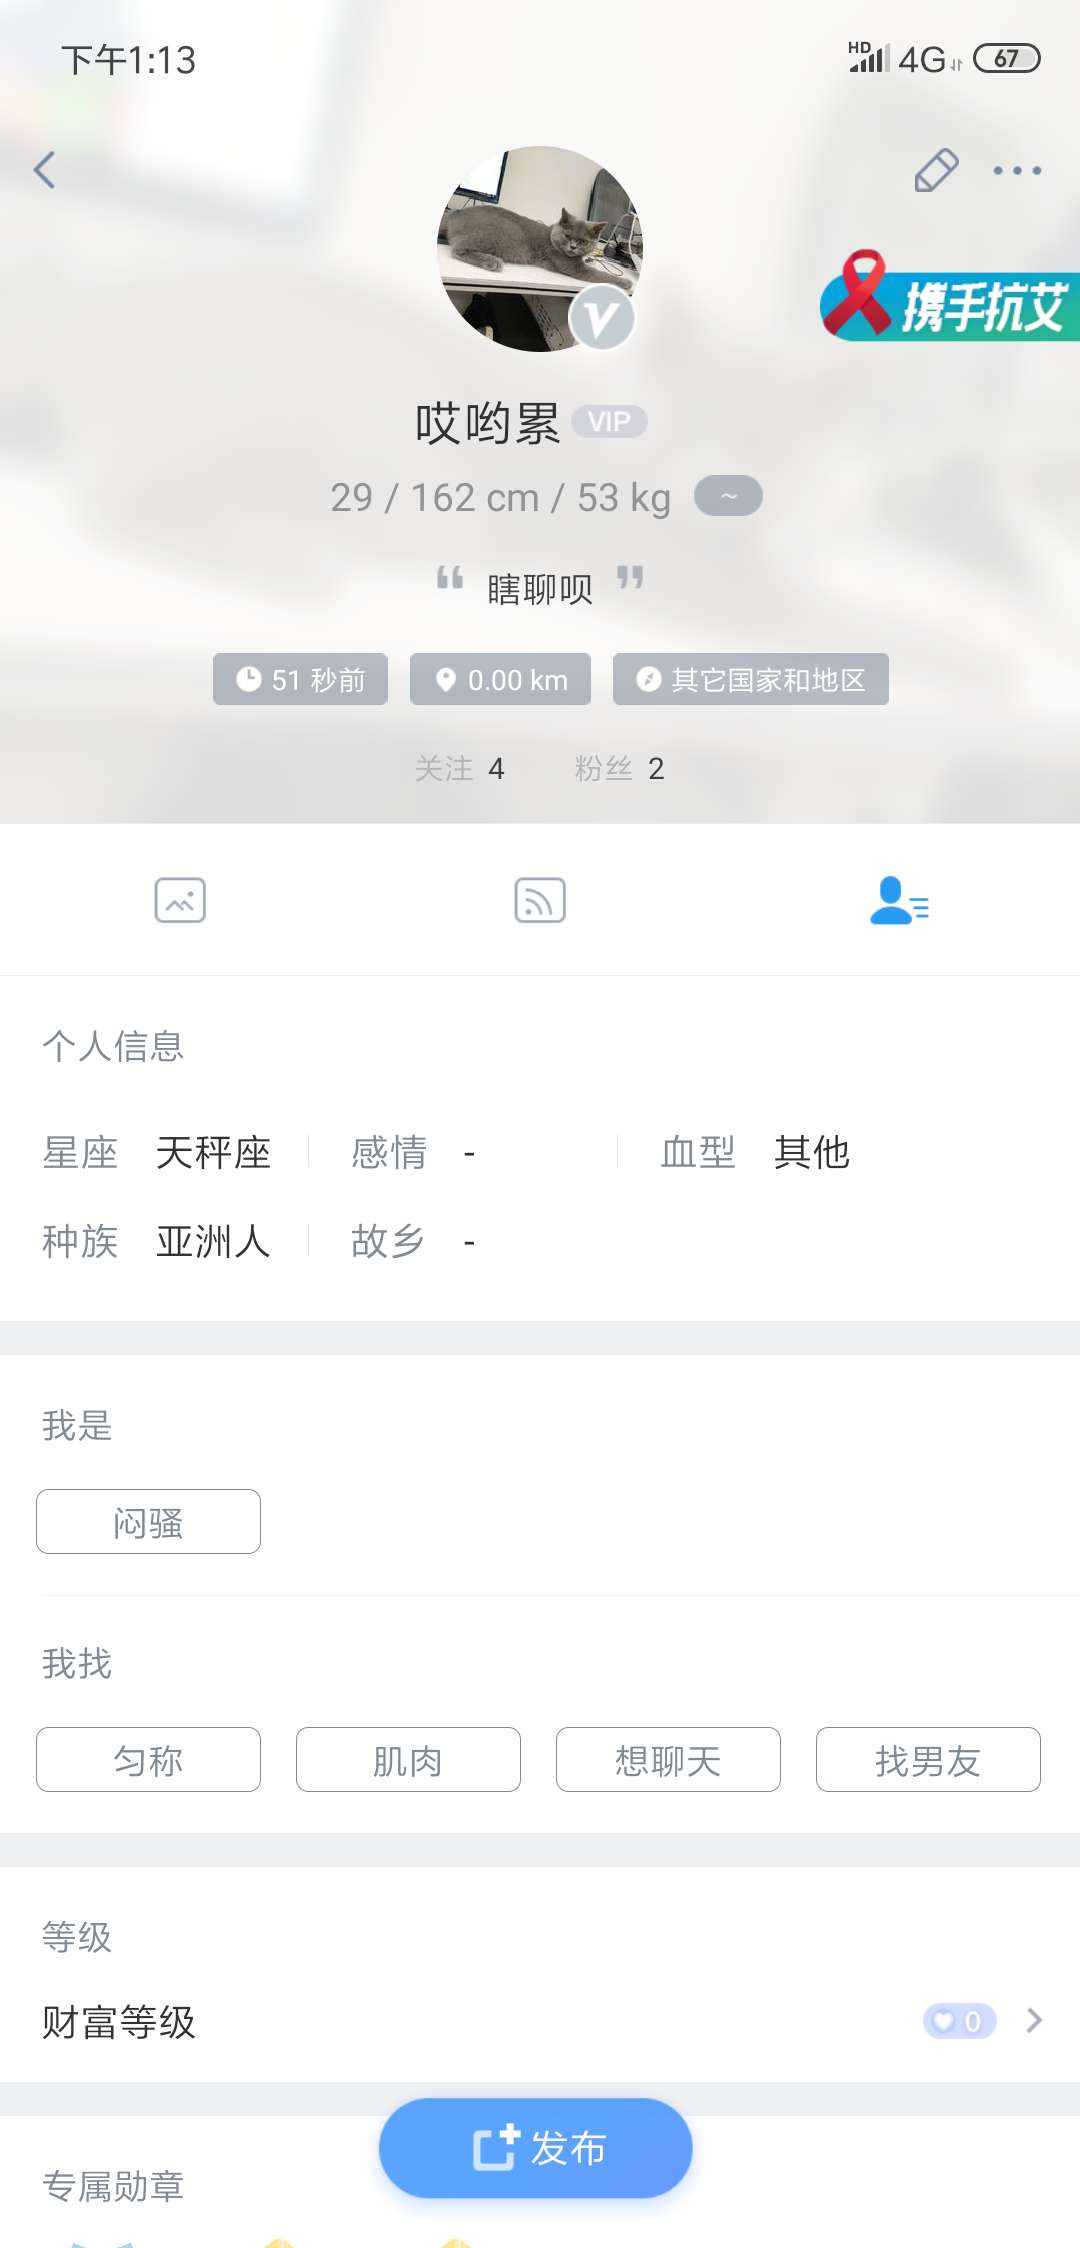 下午1:13
HD 4G 67
携手抗艾
V
哎哟累 VIP
29 / 162 cm / 53 kg ~
“ 瞎聊呗 ”
51 秒前 0.00 km 其它国家和地区
关注 4 粉丝 2
个人信息
星座 天秤座 感情 - 血型 其他
种族 亚洲人 故乡 -
我是
闷骚
我找
匀称 肌肉 想聊天 找男友
等级
财富等级 0
发布
专属勋章